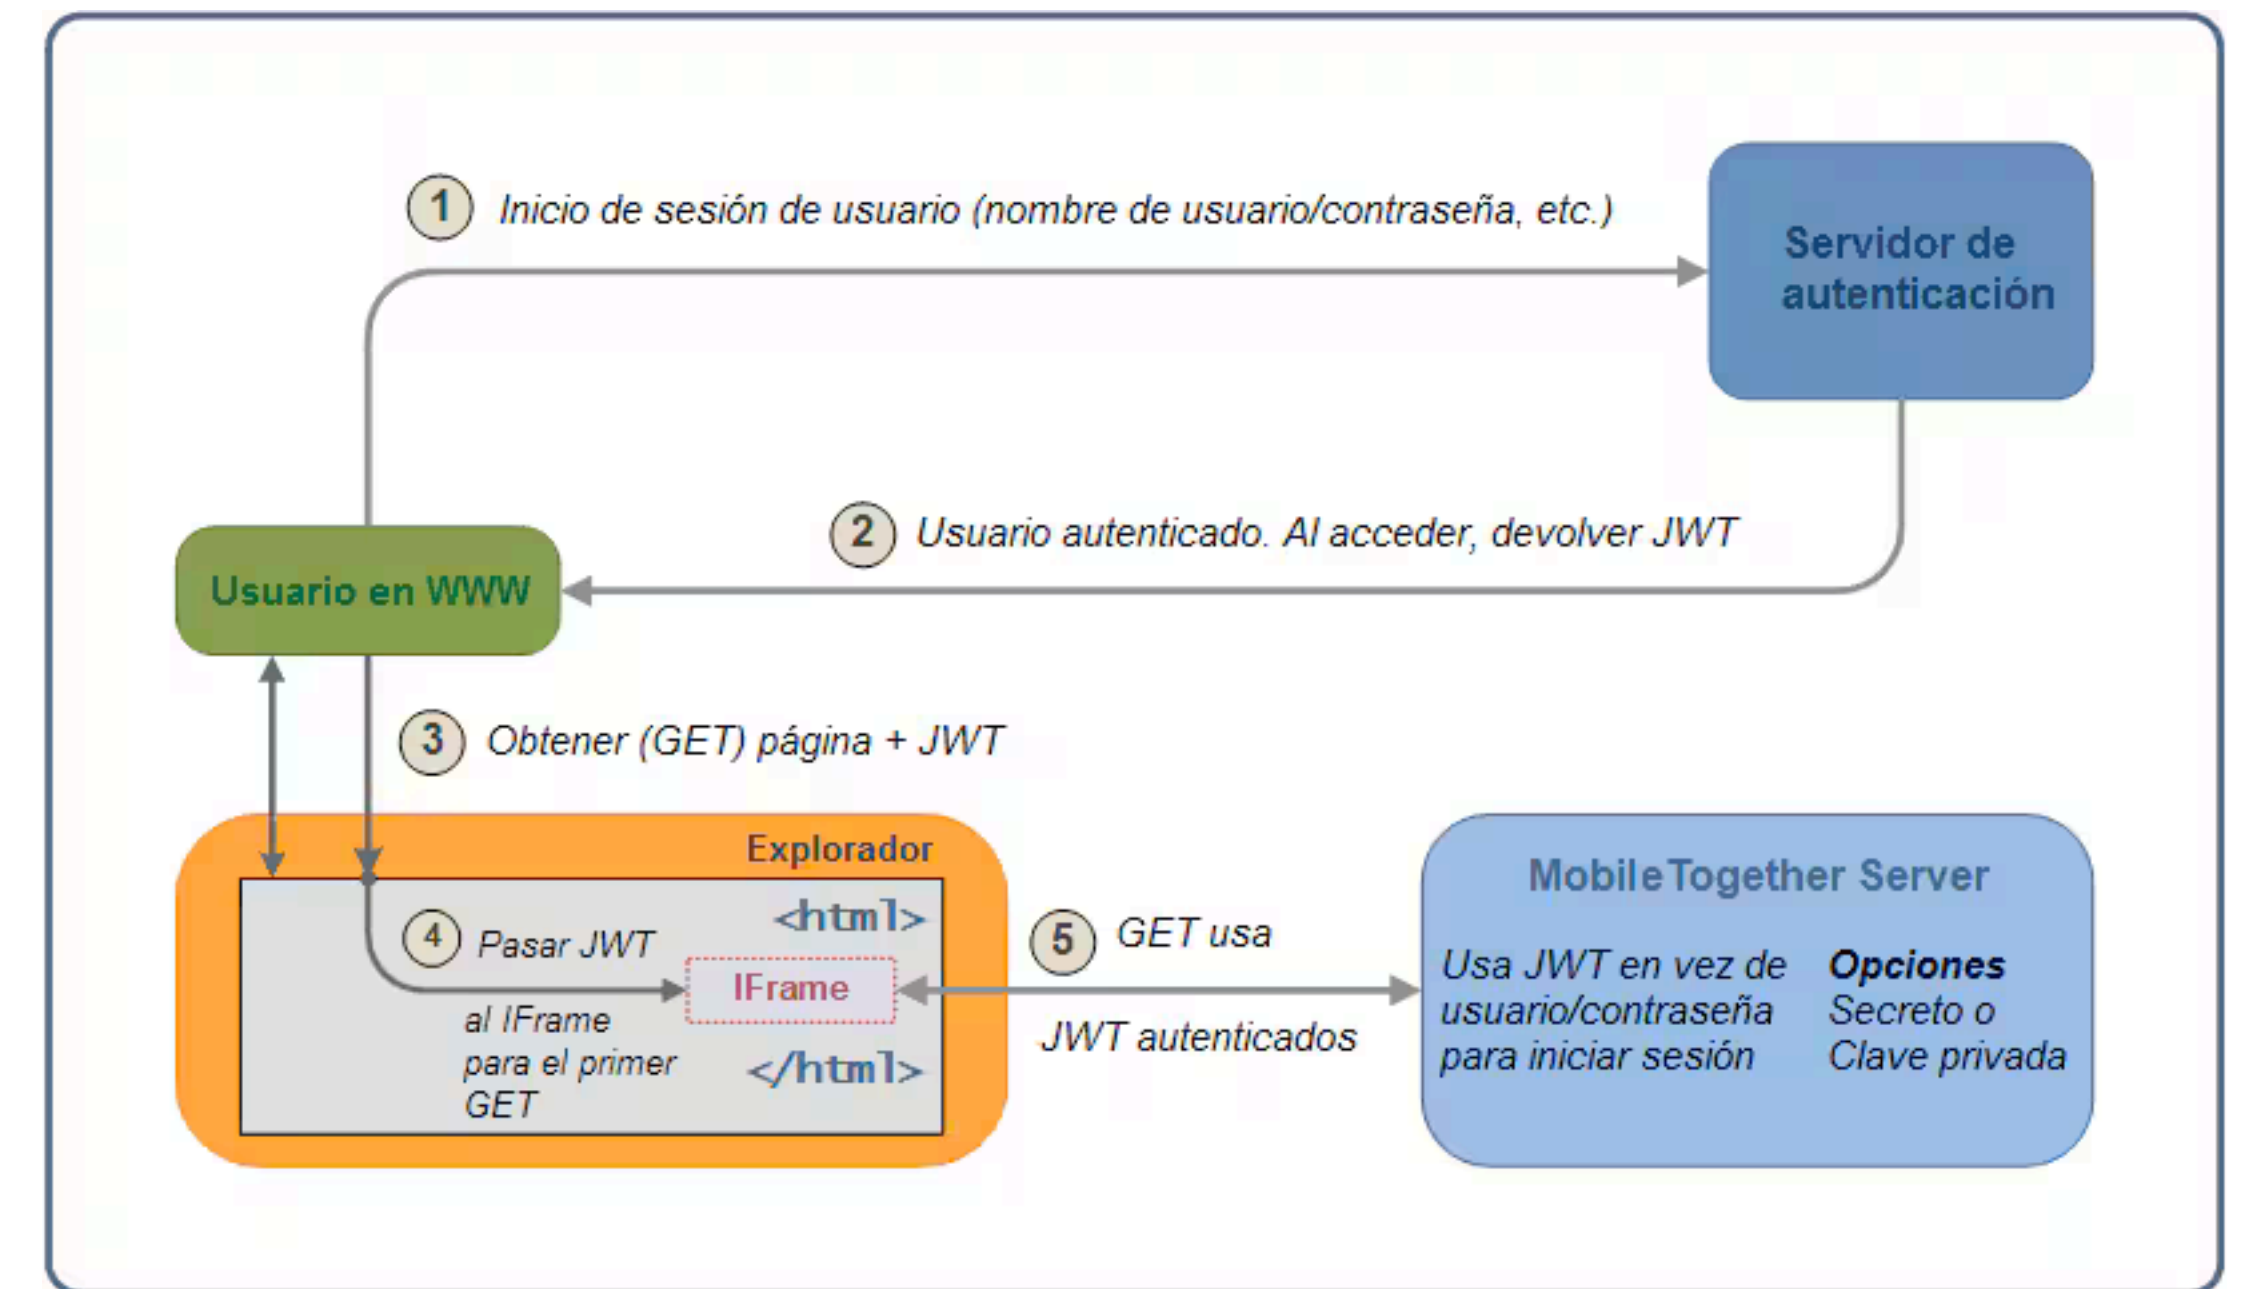 1 Inicio de sesión de usuario (nombre de usuario/contraseña, etc.)
Servidor de
autenticación
2 Usuario autenticado. Al acceder, devolver JWT
Usuario en WWW
3 Obtener (GET) página + JWT
Explorador
<html>
4 Pasar JWT
IFrame
al IFrame
para el primer
GET
</html>
5 GET usa
JWT autenticados
MobileTogether Server
Usa JWT en vez de
usuario/contraseña
para iniciar sesión
Opciones
Secreto o
Clave privada